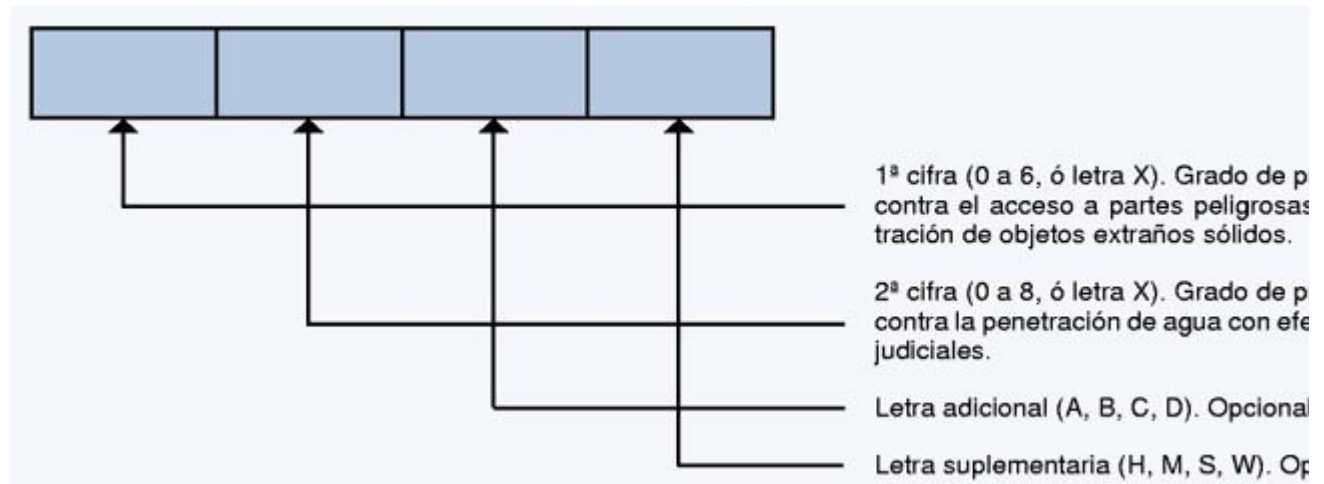 1ª cifra (0 a 6, ó letra X). Grado de p
contra el acceso a partes peligrosas
tración de objetos extraños sólidos.
2ª cifra (0 a 8, ó letra X). Grado de p
contra la penetración de agua con efe
judiciales.
Letra adicional (A, B, C, D). Opcional
Letra suplementaria (H, M, S, W). Op